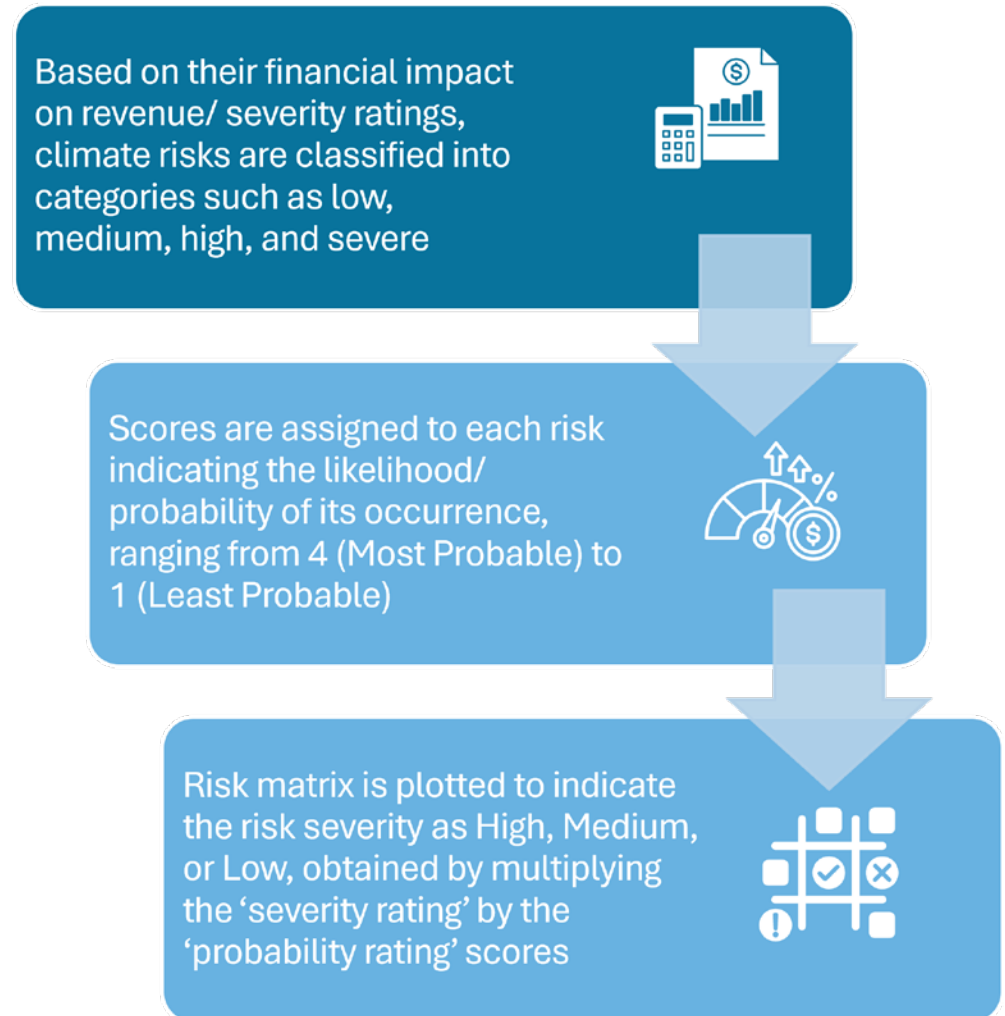 Based on their financial impact
on revenue/ severity ratings,
climate risks are classified into
categories such as low,
medium, high, and severe
$
Scores are assigned to each risk
indicating the likelihood/
probability of its occurrence,
ranging from 4 (Most Probable) to
1 (Least Probable)
%
$
Risk matrix is plotted to indicate
the risk severity as High, Medium,
or Low, obtained by multiplying
the ‘severity rating’ by the
‘probability rating’ scores
!